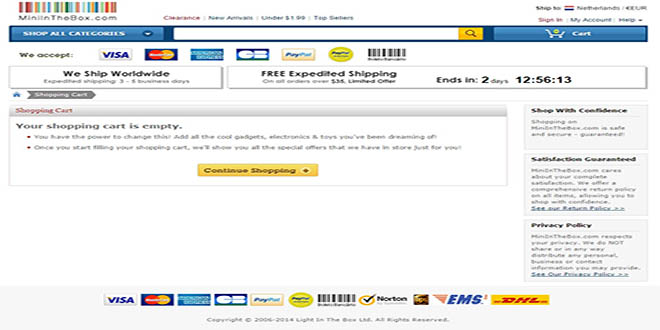 MiniInTheBox.com
Ship to: Netherlands / €EUR
Clearance New Arrivals Under $1.99 Top Sellers
Sign In My Account Help
SHOP ALL CATEGORIES
Cart
We accept: VISA PayPal
We Ship Worldwide
Expedited shipping: 3 - 5 business days
FREE Expedited Shipping
On all orders over $35, Limited Offer
Ends in: 2 days 12:56:13
Shopping Cart
Shopping Cart
Your shopping cart is empty.
You have the power to change this! Add all the cool gadgets, electronics & toys you've been dreaming of!
Once you start filling your shopping cart, we'll show you all the special offers that we have in store just for you!
Continue Shopping
Shop With Confidence
Shopping on
MiniInTheBox.com is safe
and secure - guaranteed!
Satisfaction Guaranteed
MiniInTheBox.com cares
about your complete
satisfaction. We offer a
comprehensive return policy
on all items, allowing you to
shop with confidence.
See our Return Policy >>
Privacy Policy
MiniInTheBox.com respects
your privacy. We do NOT
share or in any way
distribute any personal,
business or contact
information you may provide.
See Our Privacy Policy >>
VISA PayPal Norton EMS DHL
Copyright © 2006-2014 Light In The Box Ltd. All Rights Reserved.